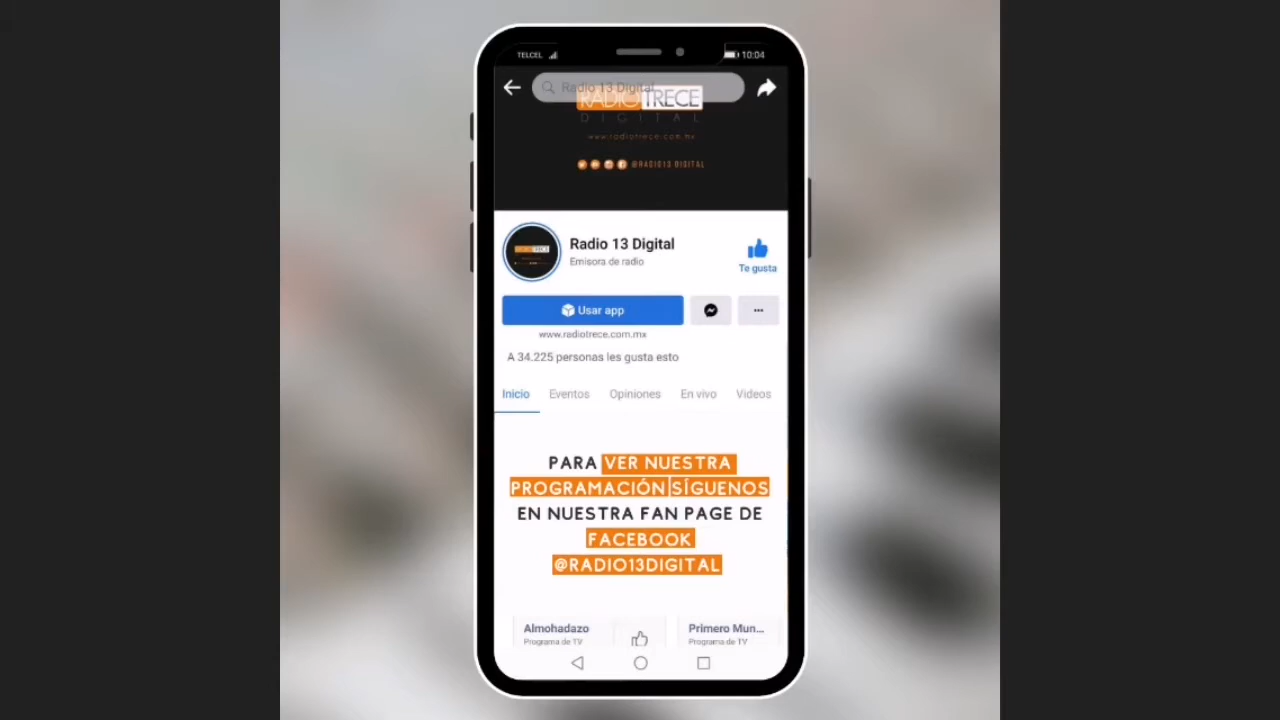 TELCEL
10:04
Radio 13 Digital
RADIOTRECE
DIGITAL
www.radiotrece.com.mx
@RADIO13 DIGITAL
RADIOTRECE
Radio 13 Digital
Emisora de radio
Te gusta
Usar app
...
www.radiotrece.com.mx
A 34.225 personas les gusta esto
Inicio Eventos Opiniones En vivo Videos
PARA VER NUESTRA
PROGRAMACIÓN SÍGUENOS
EN NUESTRA FAN PAGE DE
FACEBOOK
@RADIO13DIGITAL
Almohadazo
Programa de TV
Primero Mun...
Programa de TV